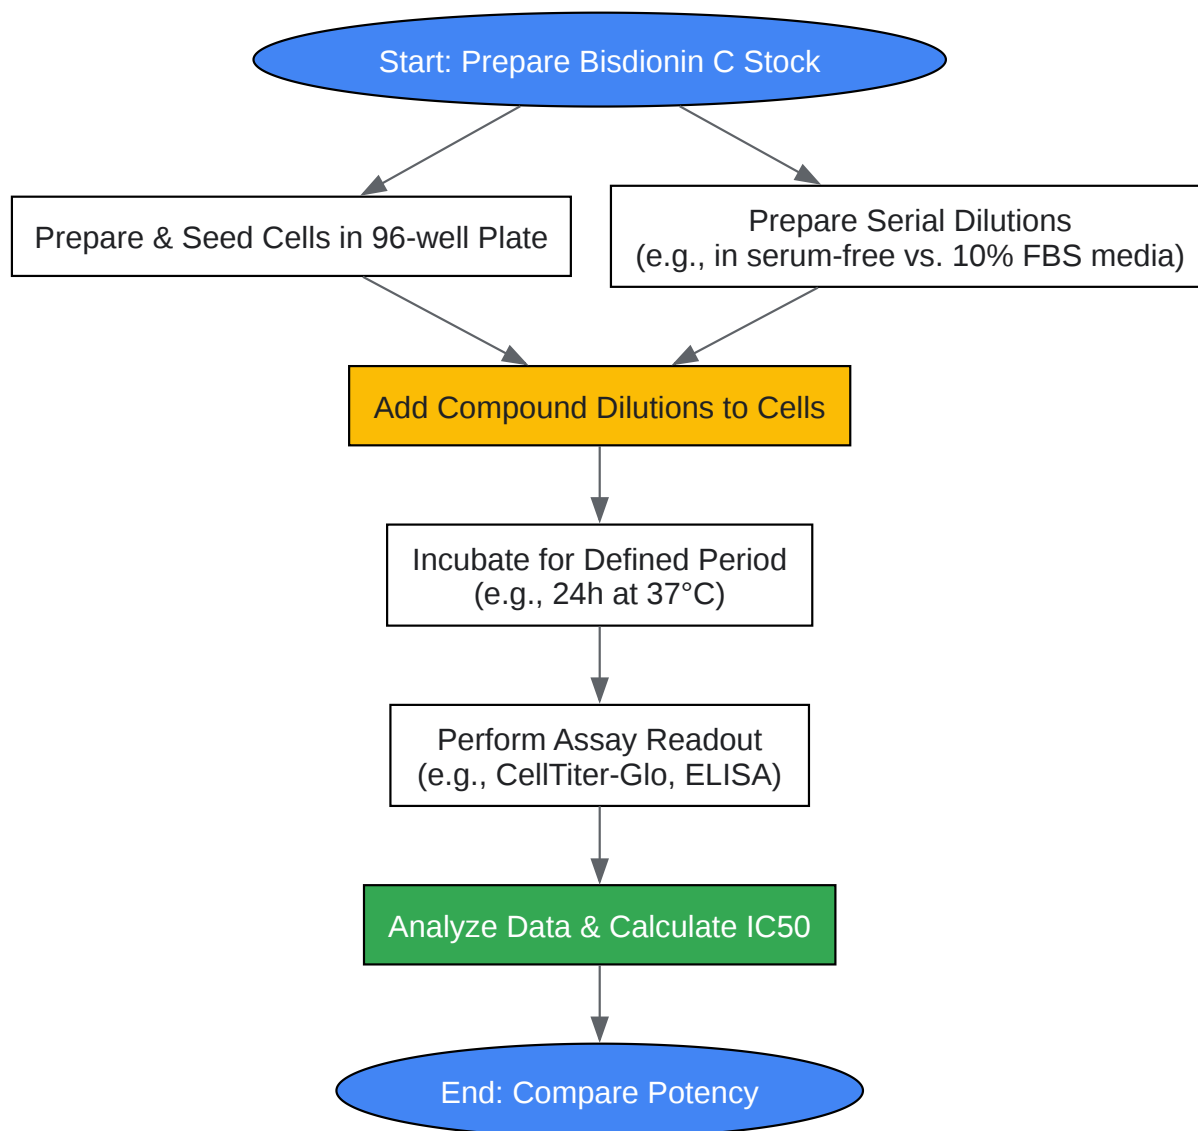 Start: Prepare Bisdionin C Stock
Prepare & Seed Cells in 96-well Plate
Prepare Serial Dilutions
(e.g., in serum-free vs. 10% FBS media)
Add Compound Dilutions to Cells
Incubate for Defined Period
(e.g., 24h at 37°C)
Perform Assay Readout
(e.g., CellTiter-Glo, ELISA)
Analyze Data & Calculate IC50
End: Compare Potency